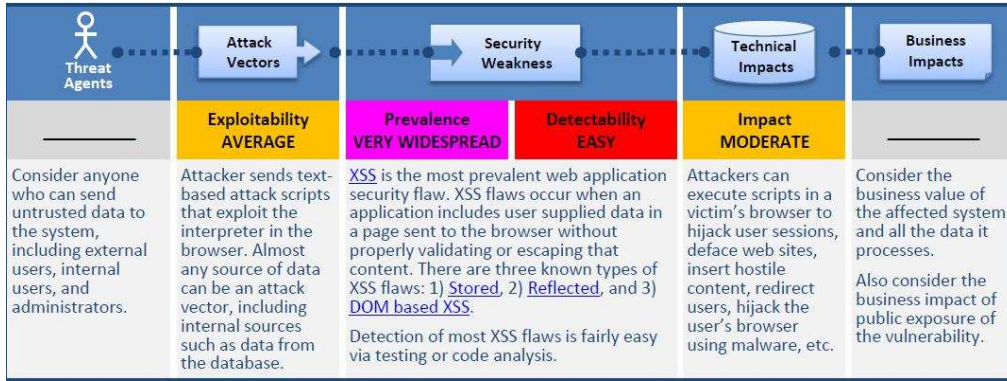 Threat
Agents
Attack
Vectors
Security
Weakness
Technical
Impacts
Business
Impacts
Exploitability
AVERAGE
Prevalence
VERY WIDESPREAD
Detectability
EASY
Impact
MODERATE
Consider anyone
who can send
untrusted data to
the system,
including external
users, internal
users, and
administrators.
Attacker sends text-
based attack scripts
that exploit the
interpreter in the
browser. Almost
any source of data
can be an attack
vector, including
internal sources
such as data from
the database.
XSS is the most prevalent web application
security flaw. XSS flaws occur when an
application includes user supplied data in
a page sent to the browser without
properly validating or escaping that
content. There are three known types of
XSS flaws: 1) Stored, 2) Reflected, and 3)
DOM based XSS.
Detection of most XSS flaws is fairly easy
via testing or code analysis.
Attackers can
execute scripts in a
victim's browser to
hijack user sessions,
deface web sites,
insert hostile
content, redirect
users, hijack the
user's browser
using malware, etc.
Consider the
business value of
the affected system
and all the data it
processes.
Also consider the
business impact of
public exposure of
the vulnerability.